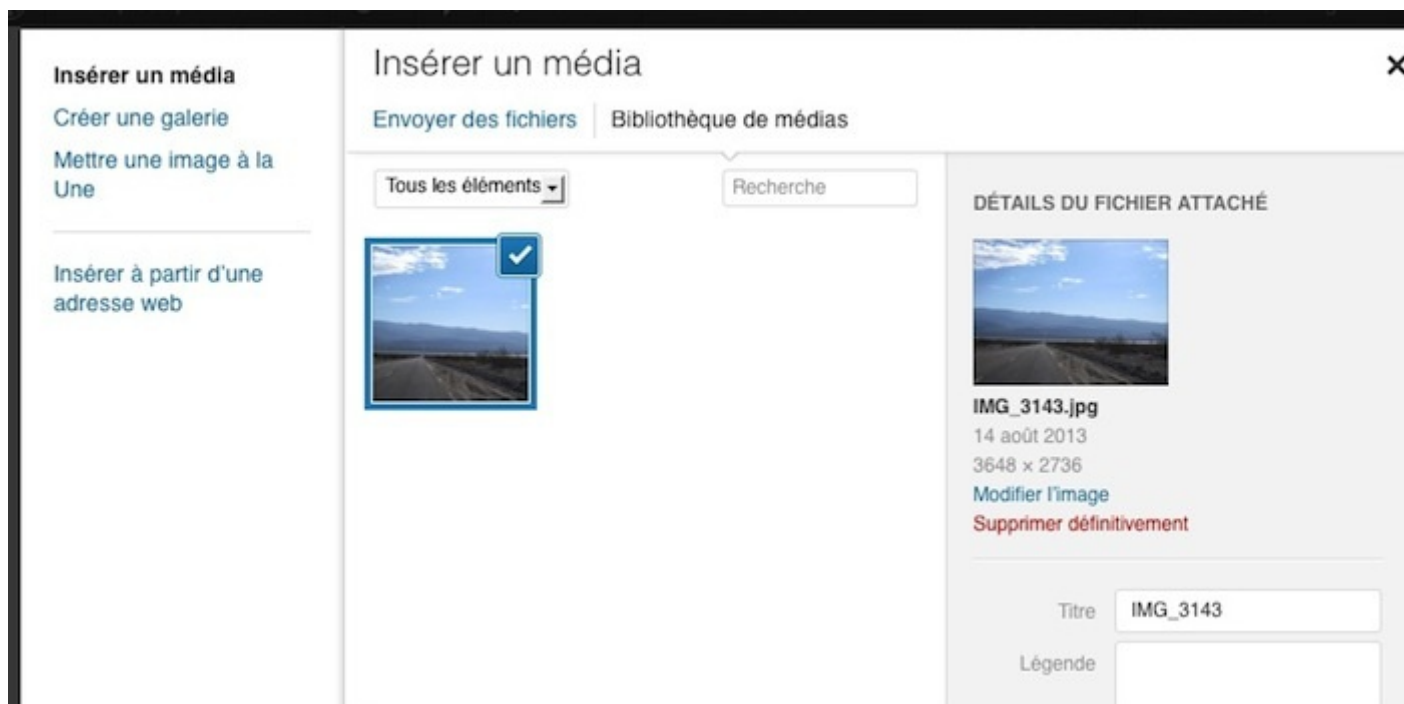 Insérer un média
Créer une galerie
Mettre une image à la
Une
Insérer à partir d'une
adresse web
Insérer un média
Envoyer des fichiers
Bibliothèque de médias
Tous les éléments
Recherche
DÉTAILS DU FICHIER ATTACHÉ
IMG_3143.jpg
14 août 2013
3648 × 2736
Modifier l'image
Supprimer définitivement
Titre IMG_3143
Légende